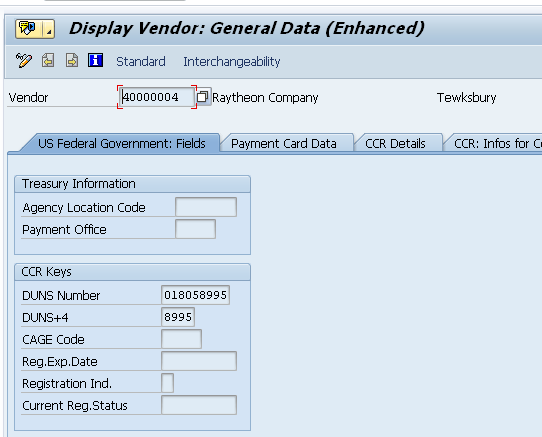 Display Vendor: General Data (Enhanced)
Standard Interchangeability
Vendor 40000004 Raytheon Company Tewksbury
US Federal Government: Fields Payment Card Data CCR Details CCR: Infos for C
Treasury Information
Agency Location Code
Payment Office
CCR Keys
DUNS Number 018058995
DUNS+4 8995
CAGE Code
Reg.Exp.Date
Registration Ind.
Current Reg.Status